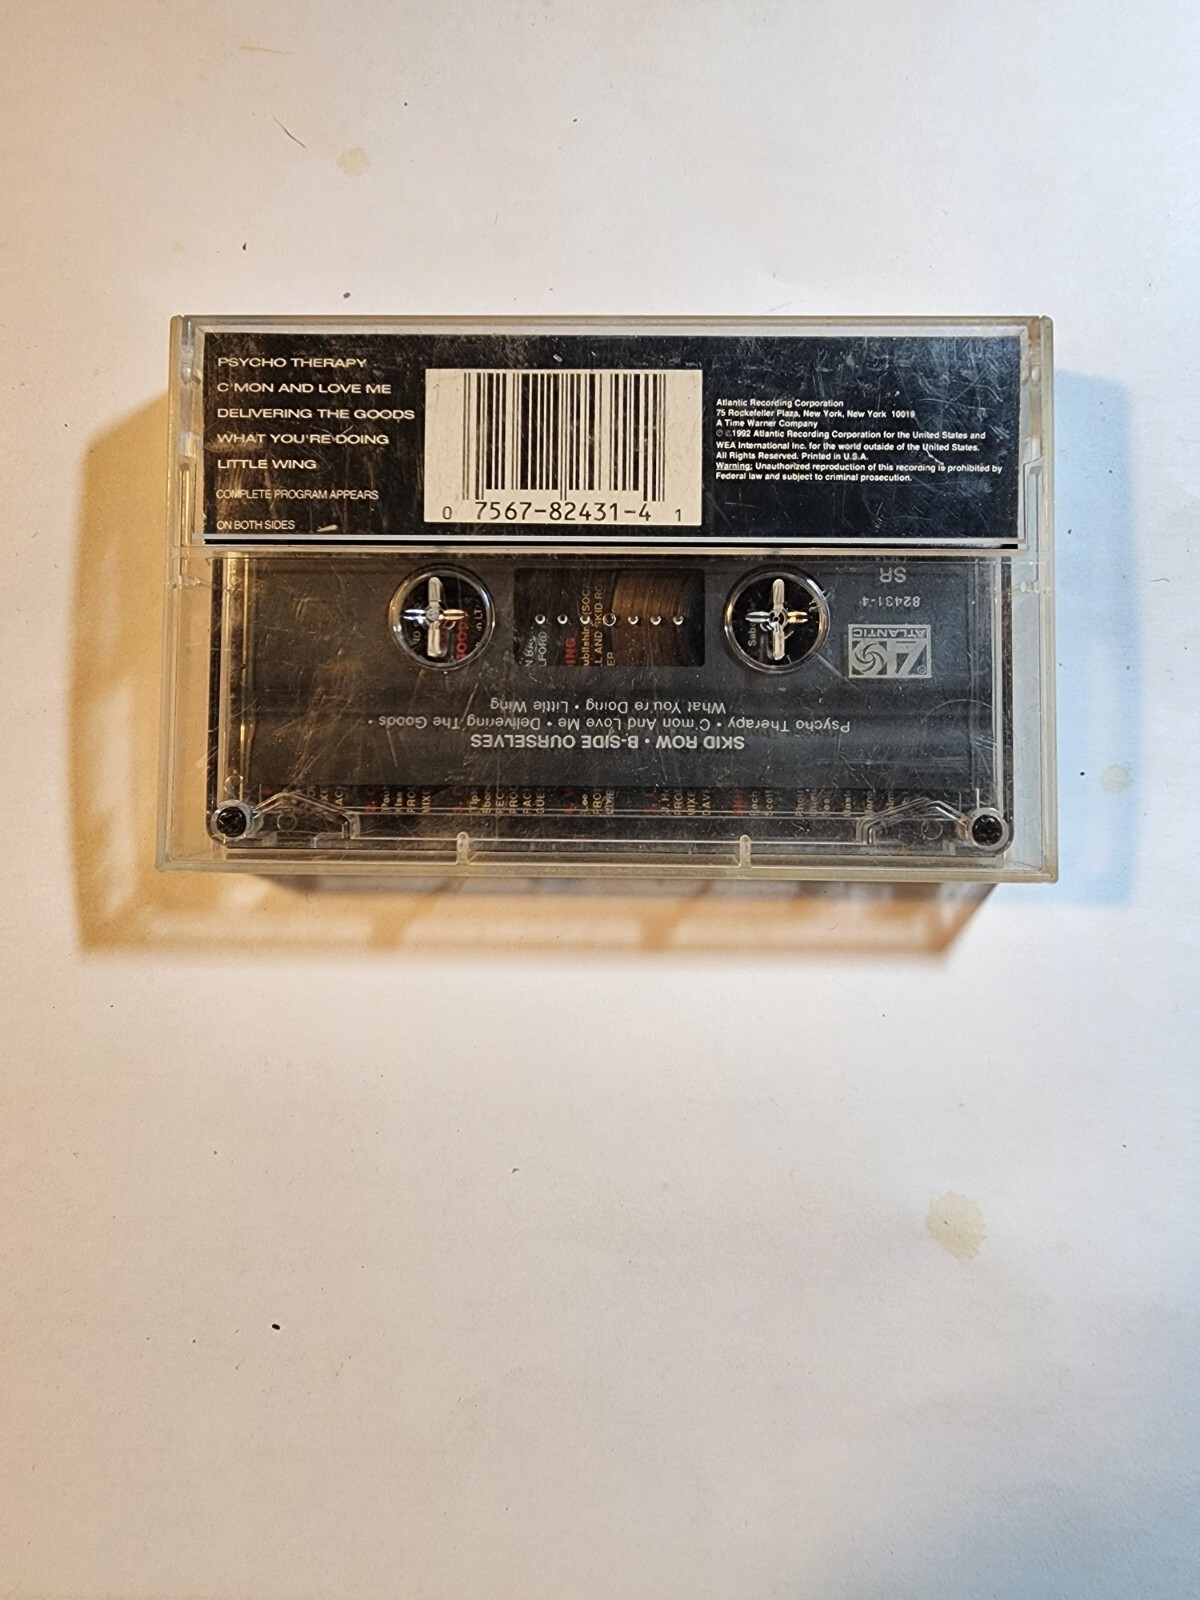 PSYCHO THERAPY
C'MON AND LOVE ME
DELIVERING THE GOODS
WHAT YOU'RE DOING
LITTLE WING
COMPLETE PROGRAM APPEARS
ON BOTH SIDES
0 7567-82431-4 1
Atlantic Recording Corporation
75 Rockefeller Plaza, New York, New York 10019
A Time Warner Company
1992 Atlantic Recording Corporation for the United States and
WEA International Inc. for the world outside of the United States.
All Rights Reserved. Printed in U.S.A.
Warning: Unauthorized reproduction of this recording is prohibited by
Federal law and subject to criminal prosecution.
SKID ROW • B-SIDE OURSELVES
Psycho Therapy • C'mon And Love Me • Delivering The Goods •
What You're Doing • Little Wing
ATLANTIC
82431-4
SR